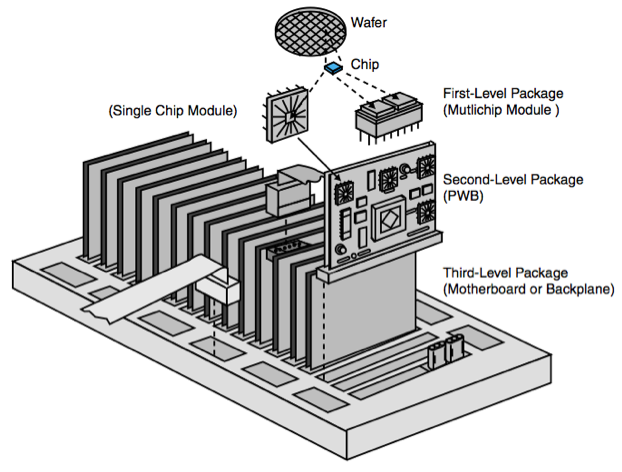 Wafer
Chip
First-Level Package
(Mutlichip Module )
(Single Chip Module)
Second-Level Package
(PWB)
Third-Level Package
(Motherboard or Backplane)